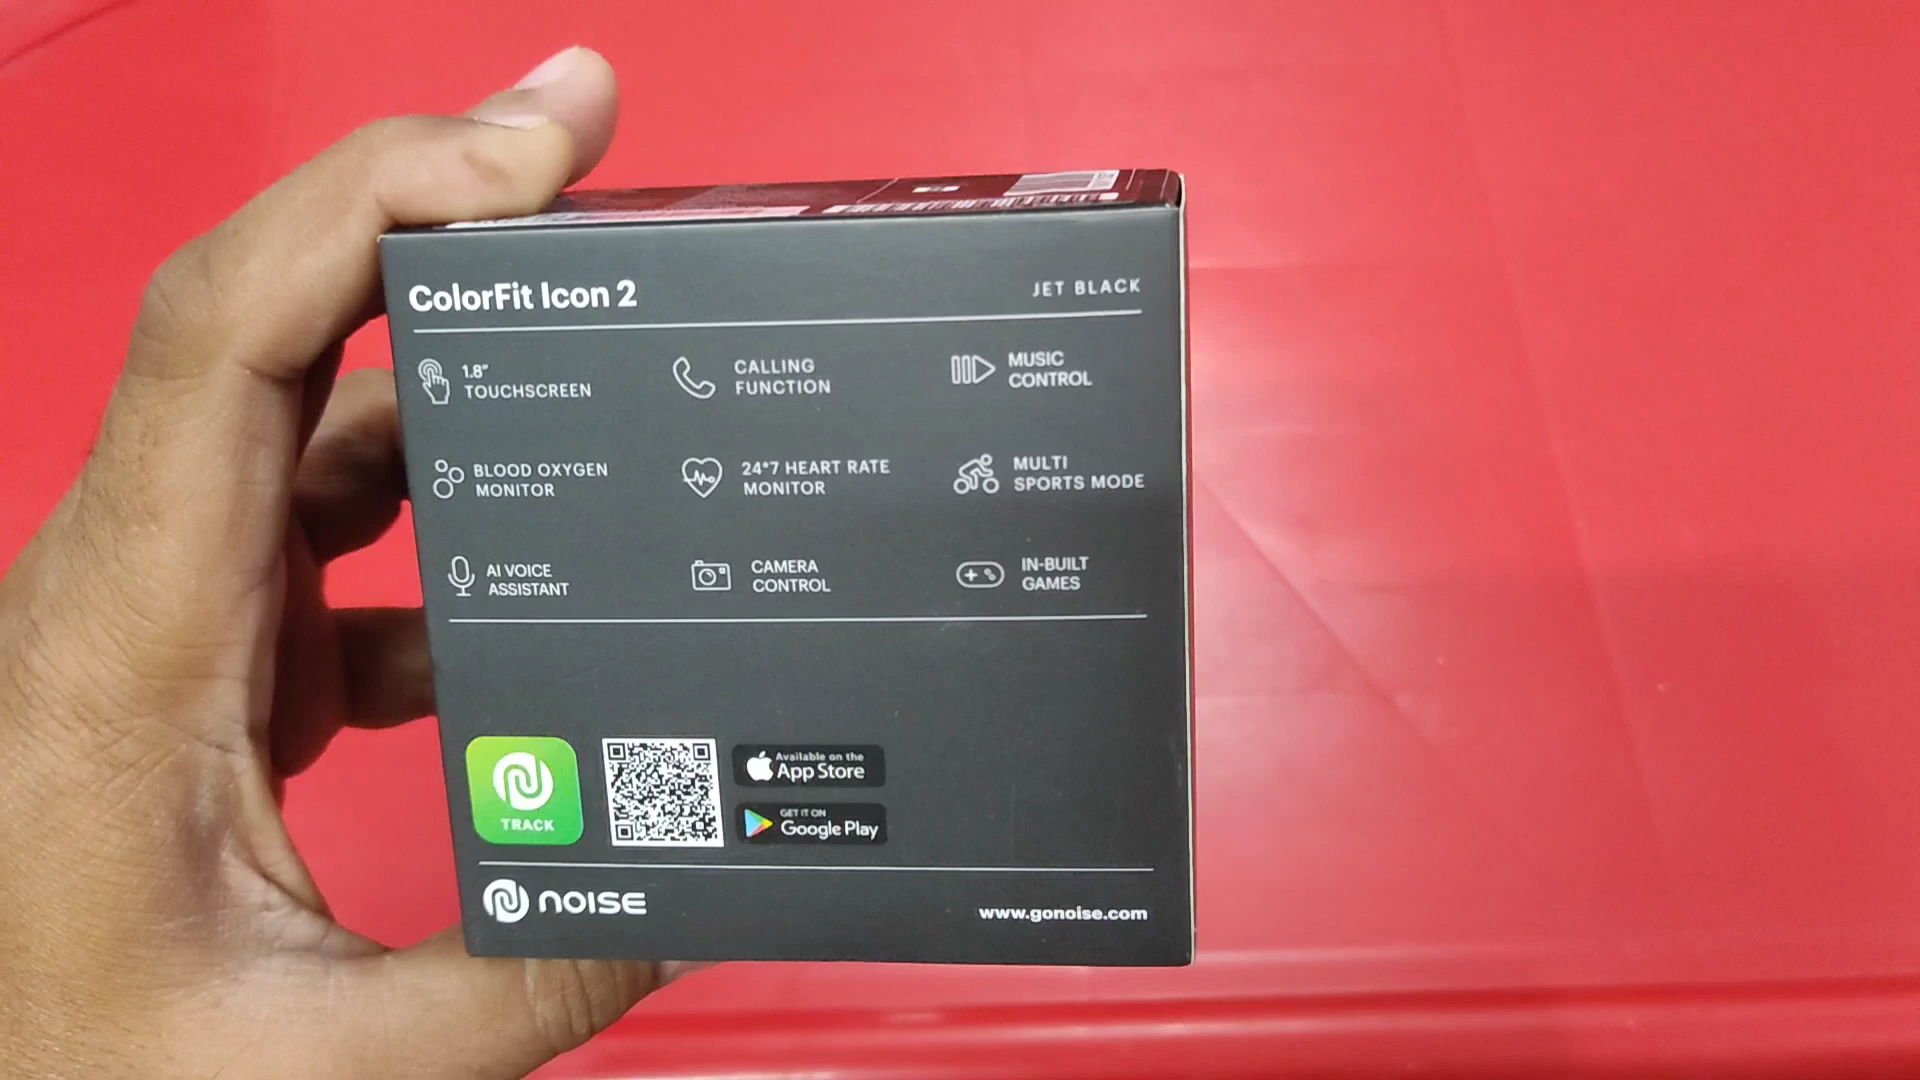 ColorFit Icon 2
JET BLACK
1.8"
TOUCHSCREEN
CALLING
FUNCTION
MUSIC
CONTROL
BLOOD OXYGEN
MONITOR
24*7 HEART RATE
MONITOR
MULTI
SPORTS MODE
AI VOICE
ASSISTANT
CAMERA
CONTROL
IN-BUILT
GAMES
TRACK
Available on the
App Store
GET IT ON
Google Play
NOISE
www.gonoise.com